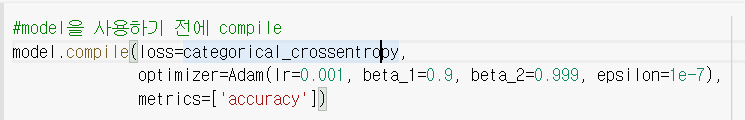 #model을 사용하기 전에 compile
model.compile(loss=categorical_crossentropy,
optimizer=Adam(lr=0.001, beta_1=0.9, beta_2=0.999, epsilon=1e-7),
metrics=['accuracy'])